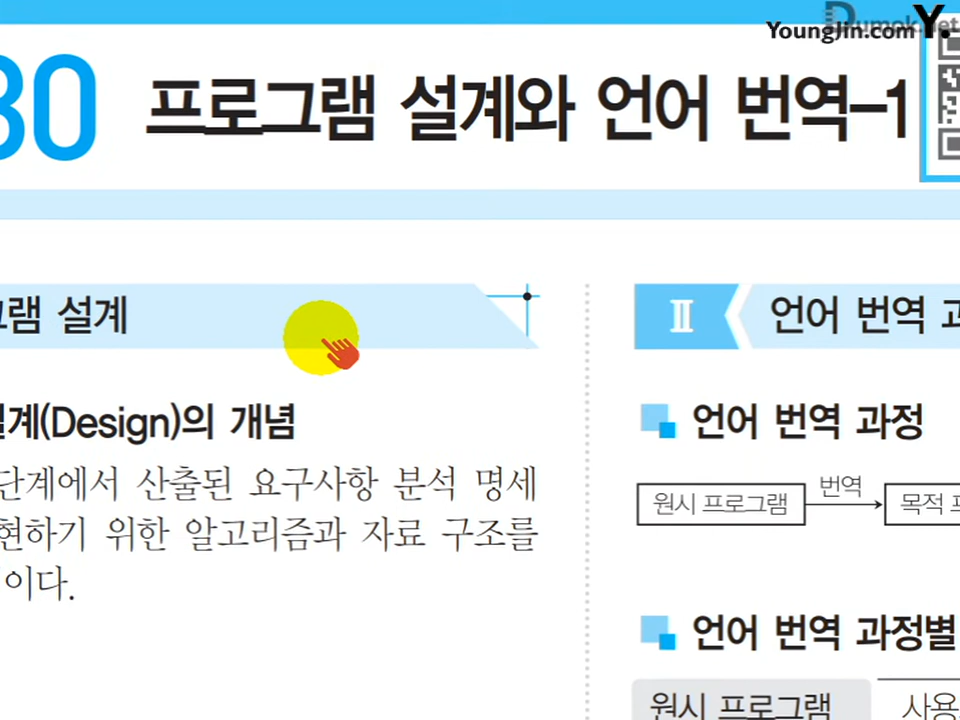 YoungJin.com Y.
30 프로그램 설계와 언어 번역-1
그램 설계
설계(Design)의 개념
단계에서 산출된 요구사항 분석 명세
현하기 위한 알고리즘과 자료 구조를
이다.
Ⅱ 언어 번역 과
언어 번역 과정
원시 프로그램 번역 목적 프
언어 번역 과정별
원시 프로그램 사용